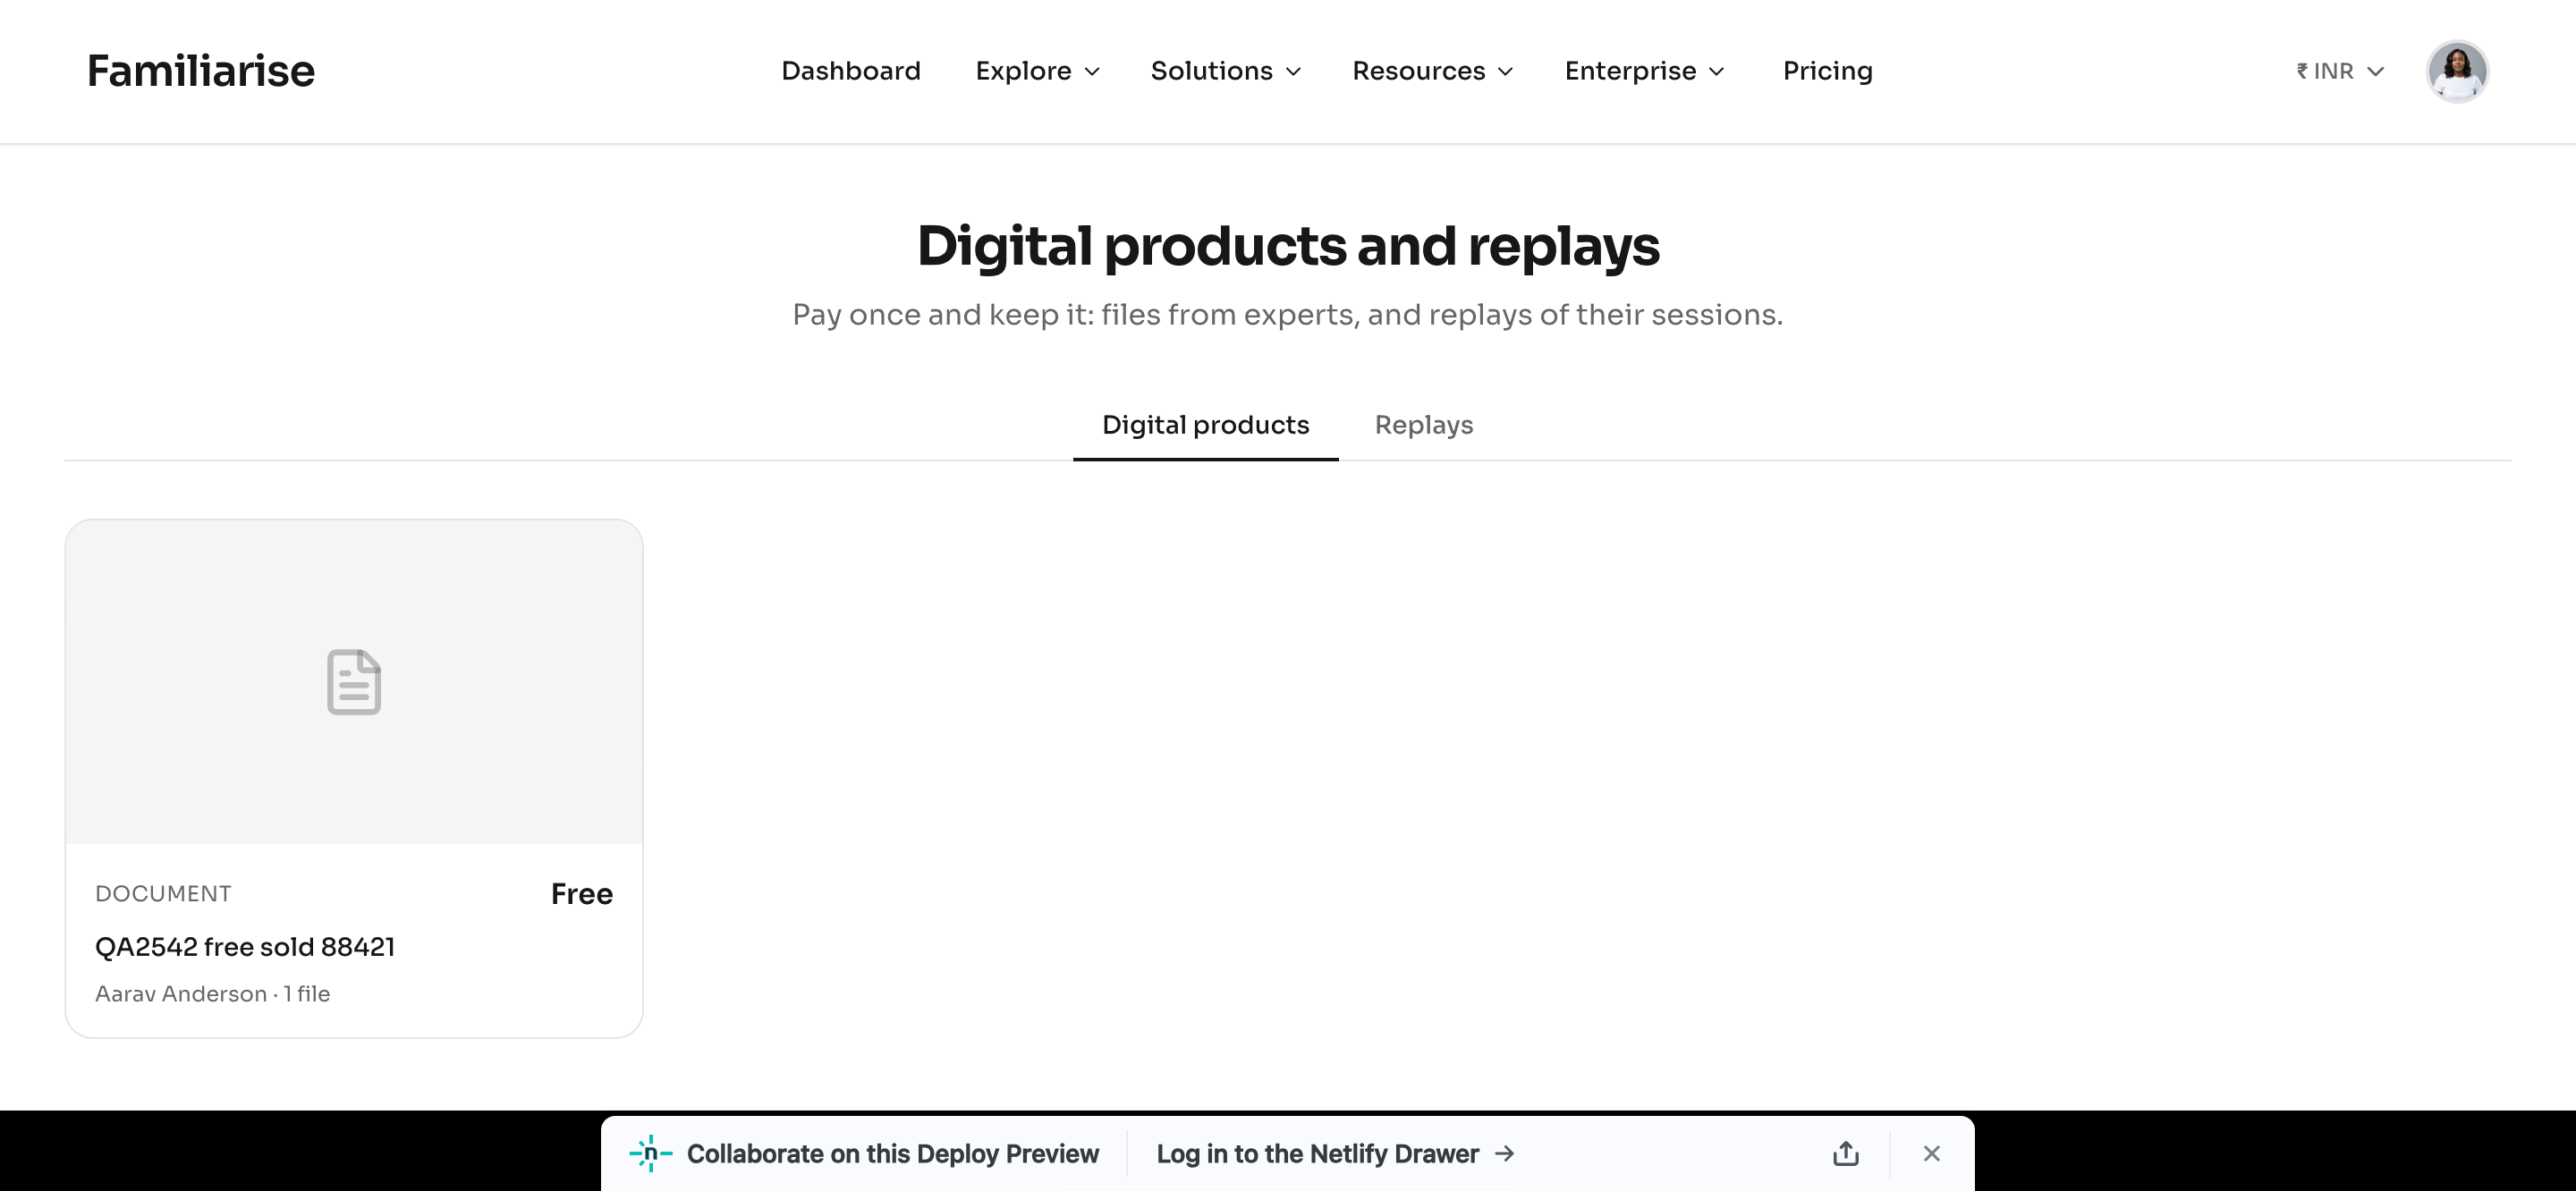 Familiarise
Dashboard
Explore
Solutions
Resources
Enterprise
Pricing
₹ INR
Digital products and replays
Pay once and keep it: files from experts, and replays of their sessions.
Digital products
Replays
DOCUMENT
Free
QA2542 free sold 88421
Aarav Anderson · 1 file
Collaborate on this Deploy Preview
Log in to the Netlify Drawer →